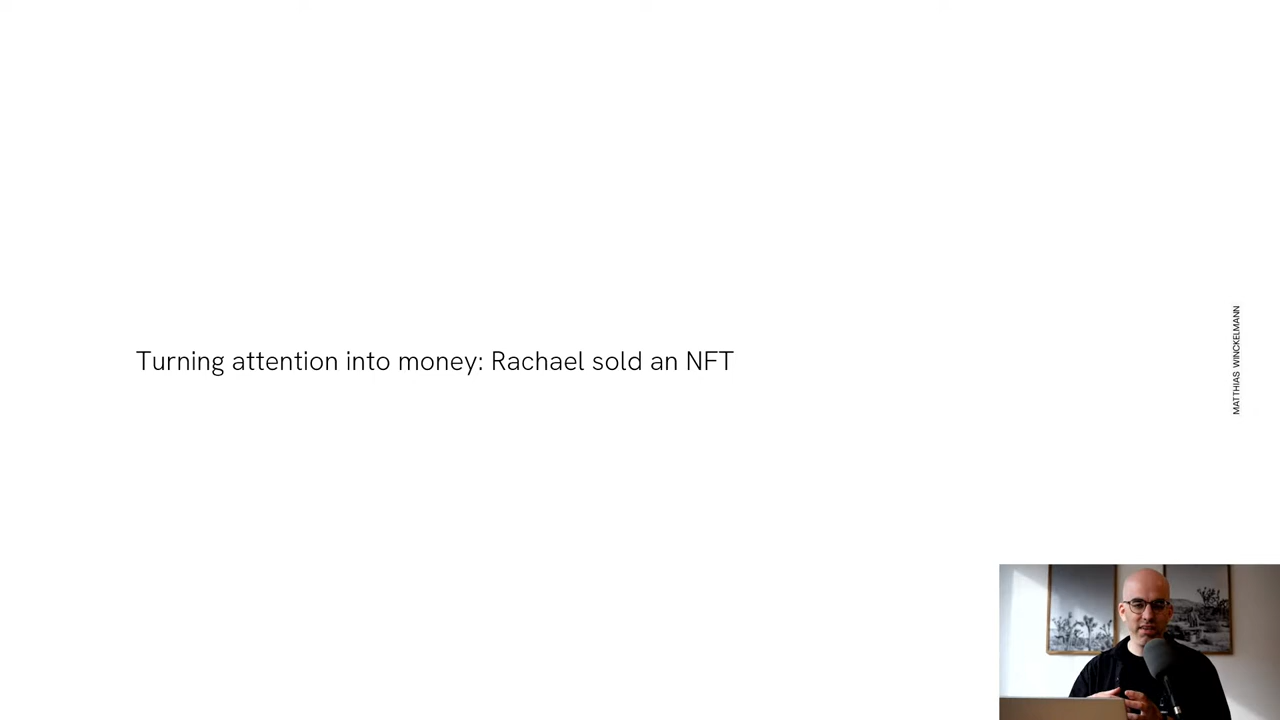 Turning attention into money: Rachael sold an NFT
MATTHIAS WINCKELMANN